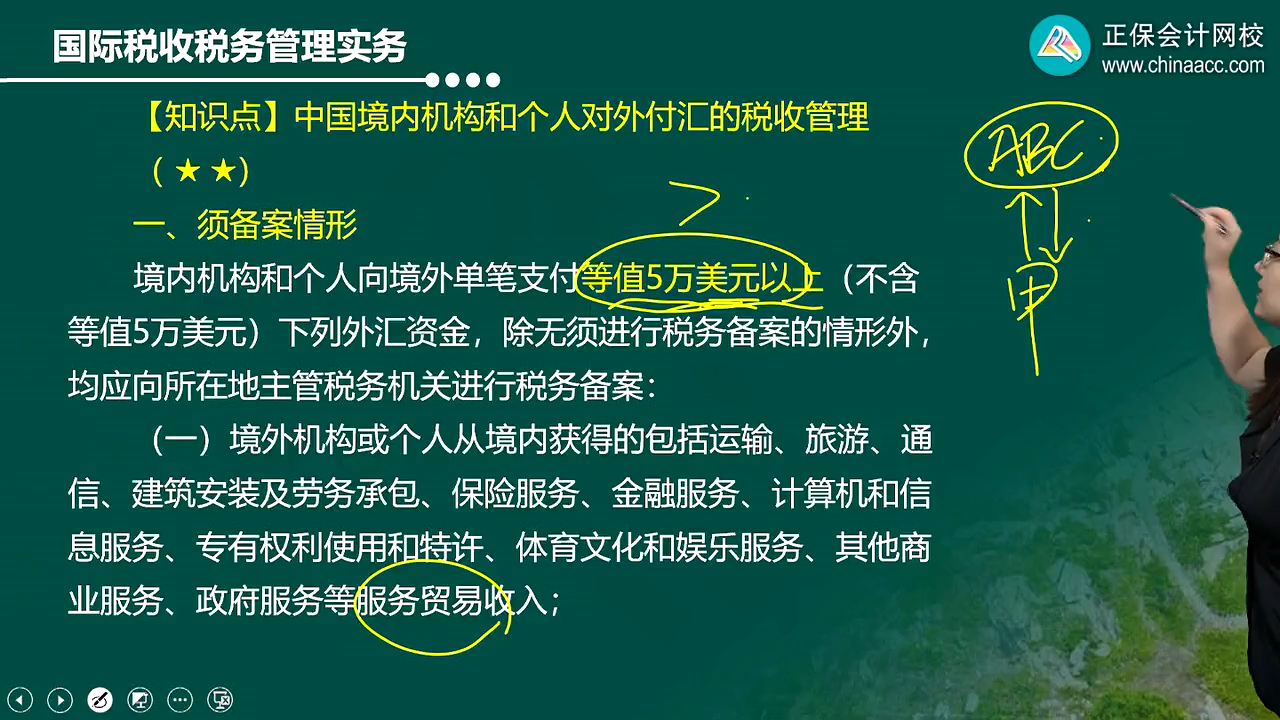 国际税收税务管理实务
正保会计网校
www.chinaacc.com
【知识点】中国境内机构和个人对外付汇的税收管理
（★★）
ABC
一、须备案情形
>
境内机构和个人向境外单笔支付等值5万美元以上（不含
甲
等值5万美元）下列外汇资金，除无须进行税务备案的情形外，
均应向所在地主管税务机关进行税务备案：
（一）境外机构或个人从境内获得的包括运输、旅游、通
信、建筑安装及劳务承包、保险服务、金融服务、计算机和信
息服务、专有权利使用和特许、体育文化和娱乐服务、其他商
业服务、政府服务等服务贸易收入；